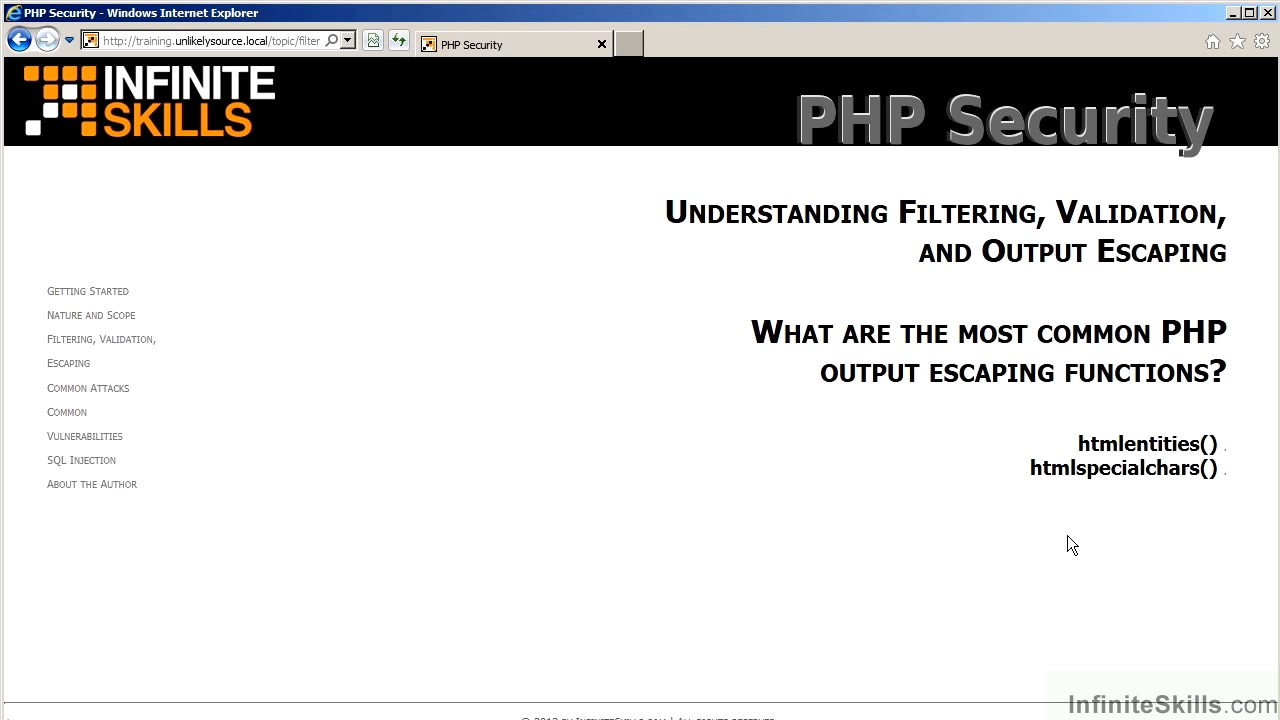 PHP Security - Windows Internet Explorer
http://training.unlikelysource.local/topic/filter
PHP Security
INFINITE
SKILLS
PHP Security
Understanding Filtering, Validation,
and Output Escaping
What are the most common PHP
output escaping functions?
htmlentities() .
htmlspecialchars() .
Getting Started
Nature and Scope
Filtering, Validation,
Escaping
Common Attacks
Common
Vulnerabilities
SQL Injection
About the Author
InfiniteSkills.com